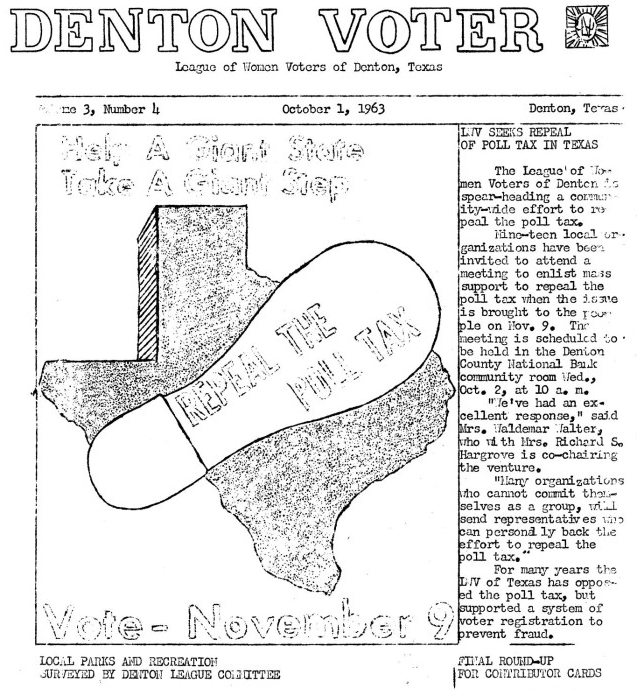 DENTON VOTER
League of Women Voters of Denton, Texas
3, Number 4 October 1, 1963 Denton, Texas
Help A Giant State
Take A Giant Step
REPEAL THE
POLL TAX
Vote- November 9
LWV SEEKS REPEAL
OF POLL TAX IN TEXAS
The League of Wo-
men Voters of Denton is
spear-heading a commun-
ity-wide effort to re-
peal the poll tax.
Nine-teen local or-
ganizations have been
invited to attend a
meeting to enlist mass
support to repeal the
poll tax when the issue
is brought to the peo-
ple on Nov. 9. The
meeting is scheduled to
be held in the Denton
County National Bank
community room Wed.,
Oct. 2, at 10 a. m.
"We've had an ex-
cellent response," said
Mrs. Waldemar Walter,
who with Mrs. Richard S.
Hargrove is co-chairing
the venture.
"Many organizations
who cannot commit them-
selves as a group, will
send representatives who
can personally back the
effort to repeal the
poll tax."
For many years the
LWV of Texas has oppos-
ed the poll tax, but
supported a system of
voter registration to
prevent fraud.
LOCAL PARKS AND RECREATION
SURVEYED BY DENTON LEAGUE COMMITTEE
FINAL ROUND-UP
FOR CONTRIBUTOR CARDS